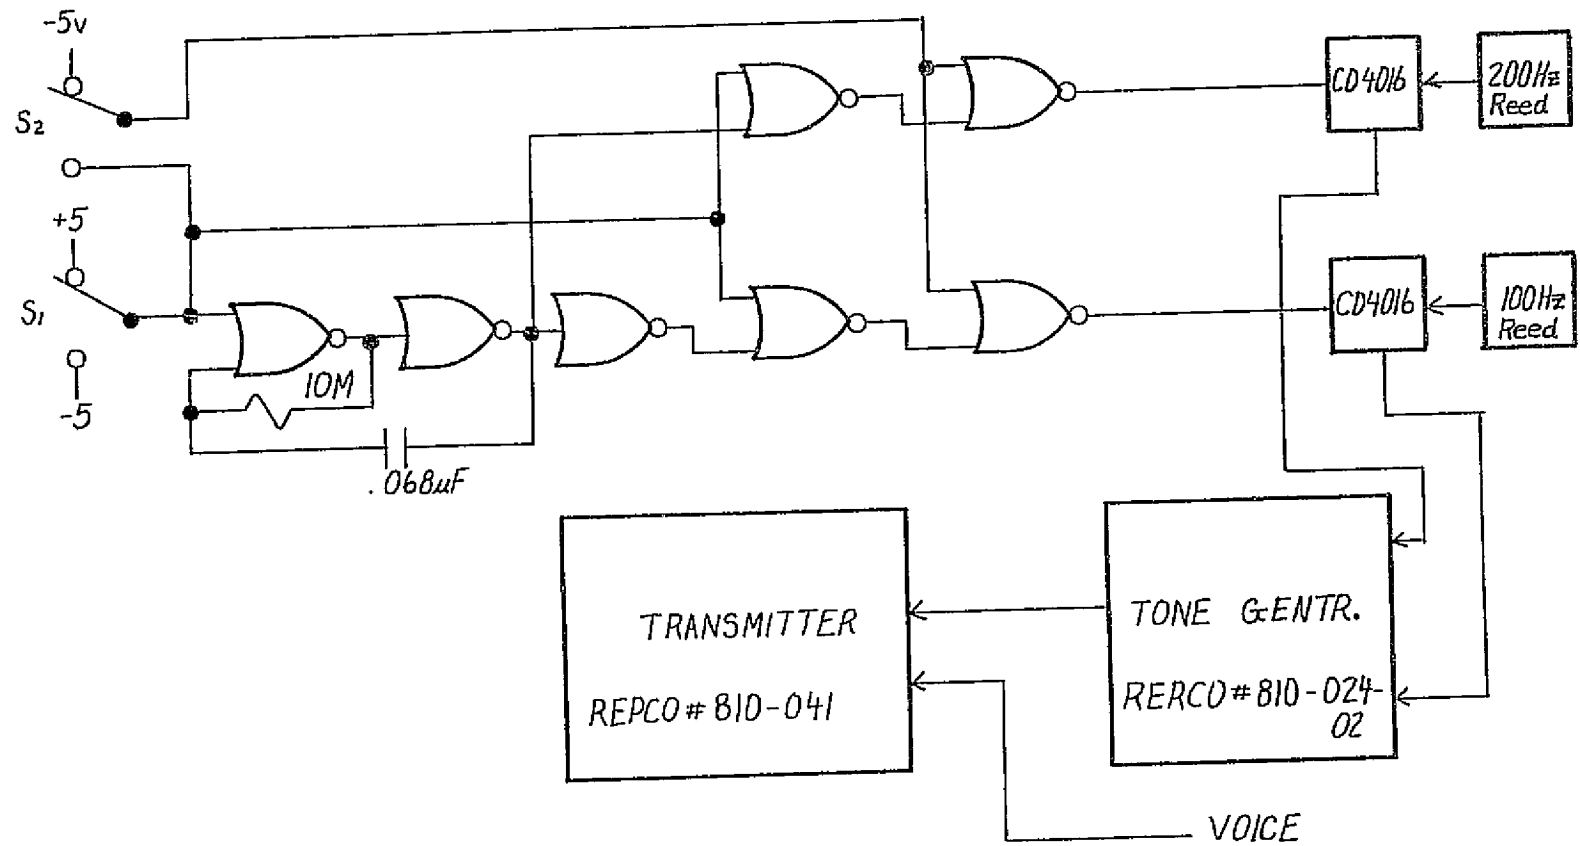 -5v
S2
+5
S1
-5
10M
.068µF
CD4016
200Hz
Reed
CD4016
100Hz
Reed
TRANSMITTER
REPCO # 810-041
TONE GENTR.
RERCO # 810-024-
02
VOICE